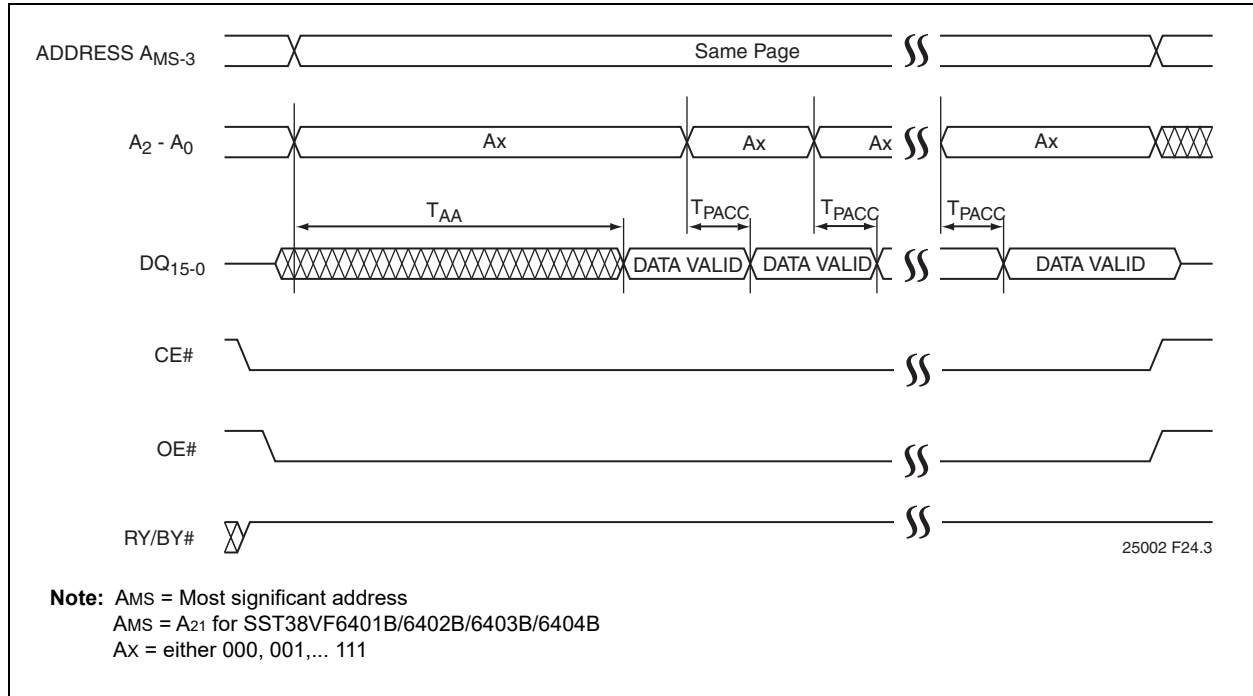 ADDRESS AMS-3
Same Page
A2 - A0
Ax
Ax
Ax
Ax
TAA
TPACC
TPACC
TPACC
DQ15-0
DATA VALID
DATA VALID
DATA VALID
CE#
OE#
RY/BY#
25002 F24.3
Note: AMS = Most significant address
AMS = A21 for SST38VF6401B/6402B/6403B/6404B
AX = either 000, 001,... 111